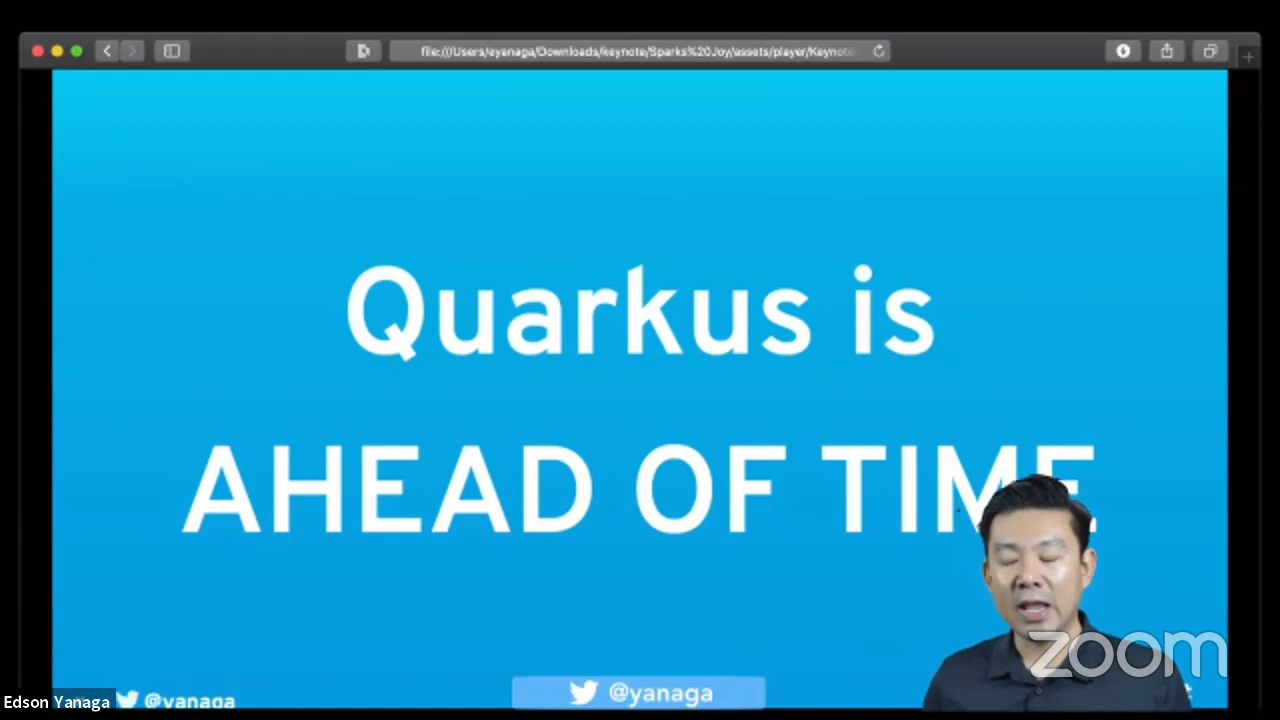 file:///Users/eyanaga/Downloads/keynote/Sparks%20Joy/assets/player/Keynote
Quarkus is
AHEAD OF TIME
zoom
Edson Yanaga
@yanaga
@yanaga